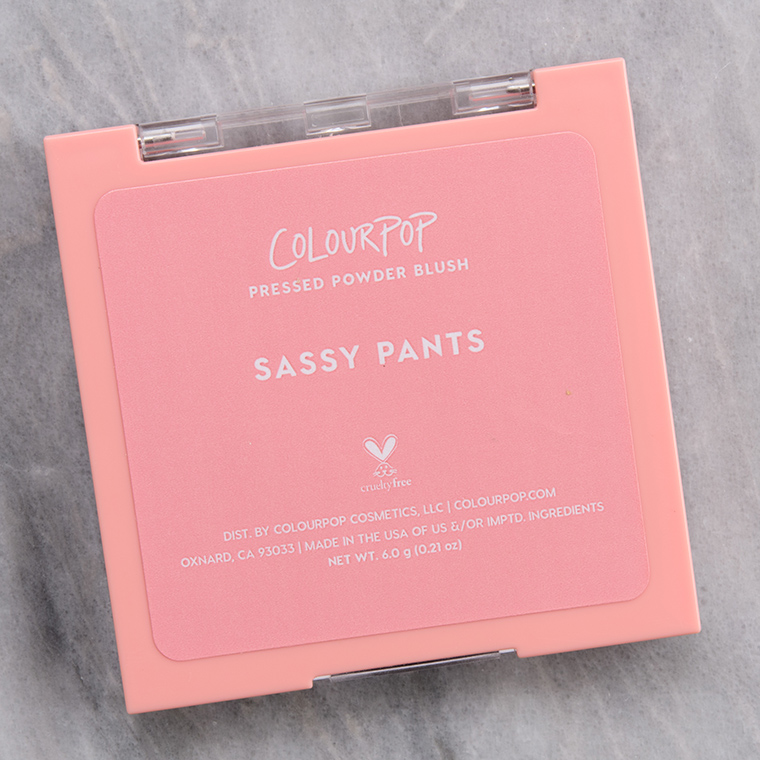 COLOURPOP
PRESSED POWDER BLUSH
SASSY PANTS
crueltyfree
DIST. BY COLOURPOP COSMETICS, LLC | COLOURPOP.COM
OXNARD, CA 93033 | MADE IN THE USA OF US &/OR IMPTD. INGREDIENTS
NET WT. 6.0 g (0.21 oz)